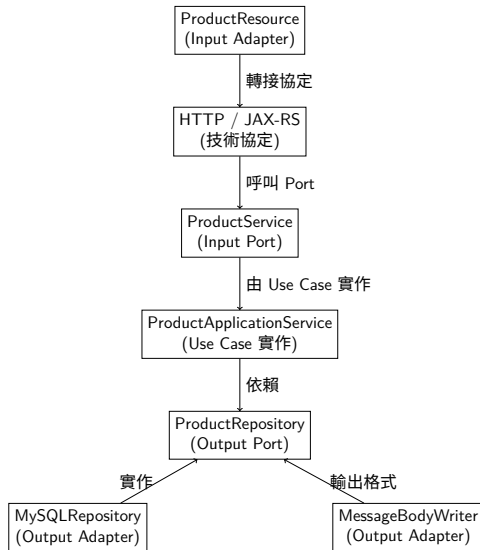 ProductResource
(Input Adapter)
轉接協定
HTTP / JAX-RS
(技術協定)
呼叫 Port
ProductService
(Input Port)
由 Use Case 實作
ProductApplicationService
(Use Case 實作)
依賴
ProductRepository
(Output Port)
實作
輸出格式
MySQLRepository
(Output Adapter)
MessageBodyWriter
(Output Adapter)